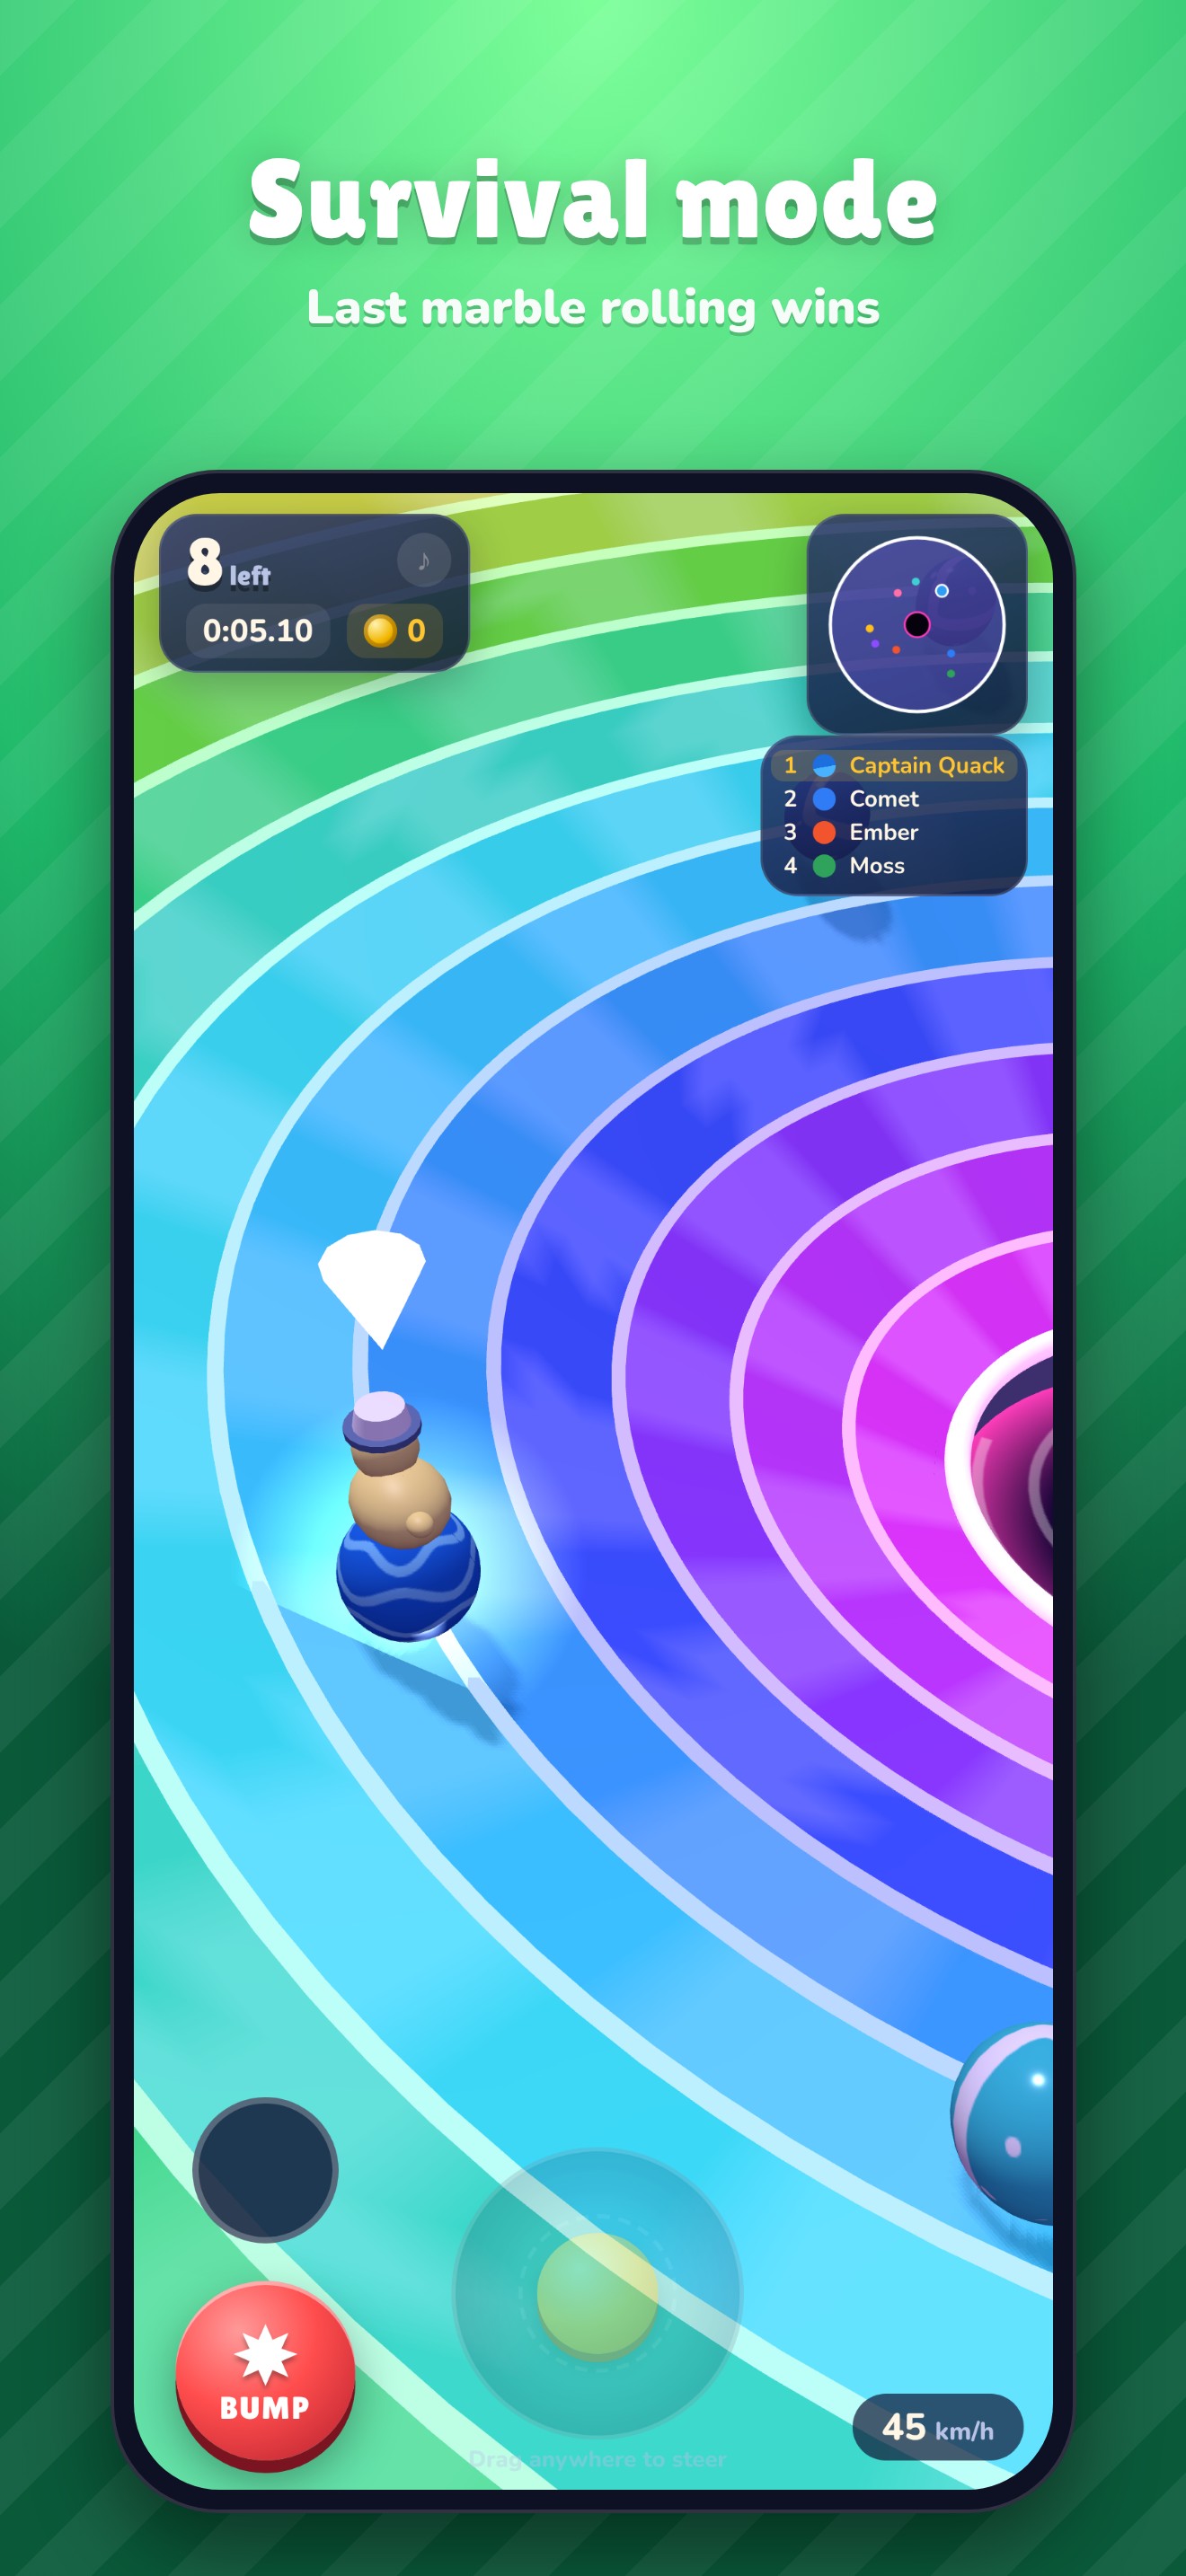 Survival mode
Last marble rolling wins
8 left
0:05.10 0
1 Captain Quack
2 Comet
3 Ember
4 Moss
BUMP
45 km/h
Drag anywhere to steer